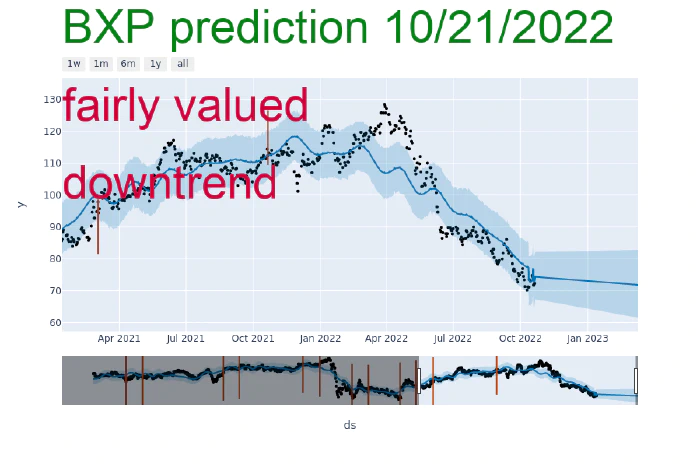 BXP prediction 10/21/2022
1w 1m 6m 1y all
fairly valued
downtrend
130
120
110
100
90
80
70
60
y
Apr 2021 Jul 2021 Oct 2021 Jan 2022 Apr 2022 Jul 2022 Oct 2022 Jan 2023
ds